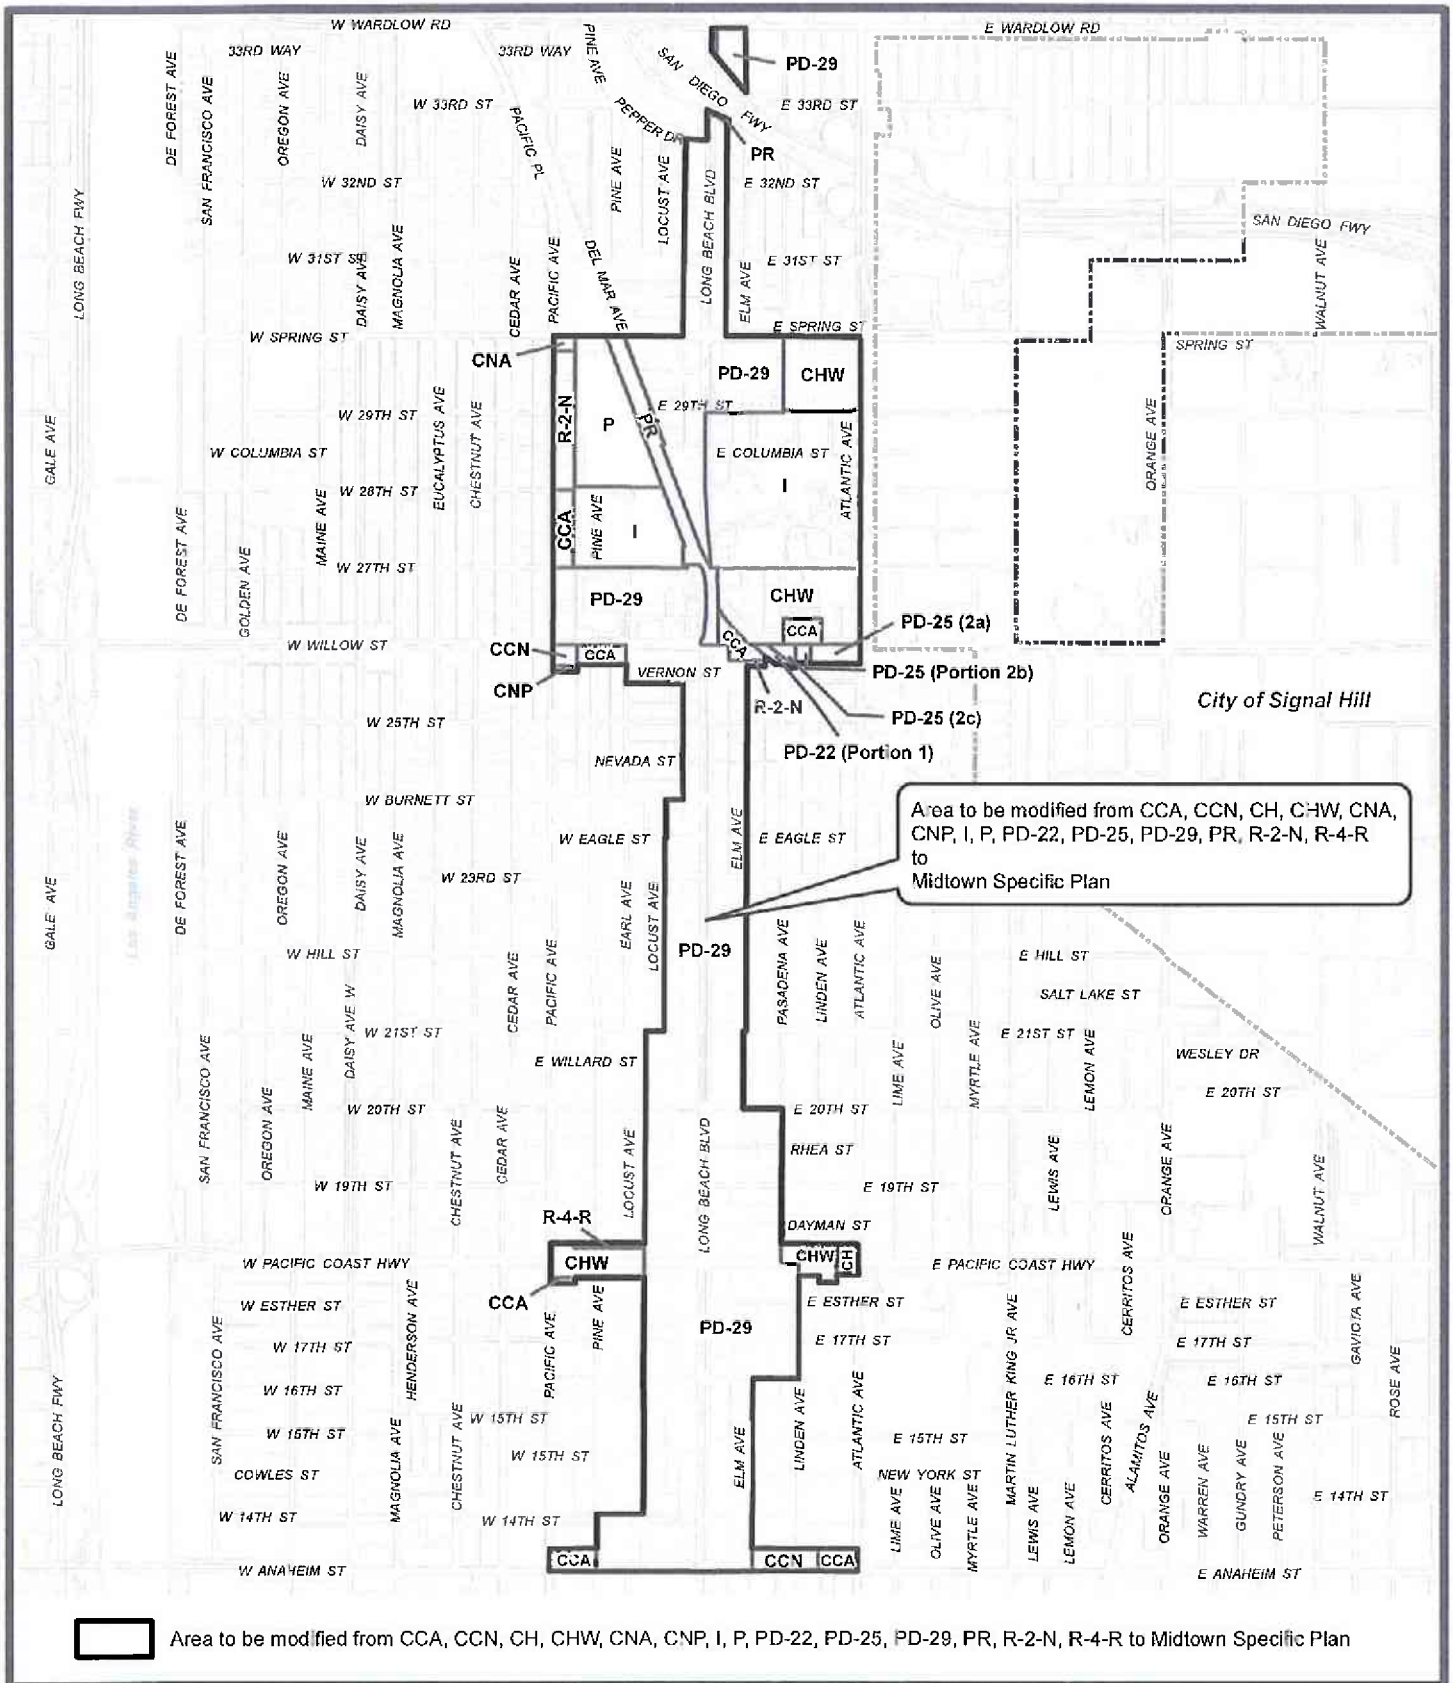 W WARDLOW RD
E WARDLOW RD
33RD WAY
33RD WAY
PINE AVE
SAN DIEGO FWY
PD-29
DE FOREST AVE
SAN FRANCISCO AVE
OREGON AVE
DAISY AVE
W 33RD ST
PACIFIC PL
PEPPER DR
E 33RD ST
PR
W 32ND ST
PINE AVE
LOCUST AVE
LONG BEACH BLVD
E 32ND ST
LONG BEACH FWY
SAN DIEGO FWY
W 31ST ST
DAISY AVE
MAGNOLIA AVE
CEDAR AVE
PACIFIC AVE
DEL MAR AVE
ELM AVE
E 31ST ST
WALNUT AVE
W SPRING ST
E SPRING ST
SPRING ST
CNA
PD-29
CHW
W 29TH ST
EUCALYPTUS AVE
CHESTNUT AVE
R-2-N
P
PR
E 29TH ST
GALE AVE
W COLUMBIA ST
E COLUMBIA ST
ATLANTIC AVE
ORANGE AVE
W 28TH ST
I
DE FOREST AVE
GOLDEN AVE
MAINE AVE
CCA
PINE AVE
I
W 27TH ST
PD-29
CHW
PD-25 (2a)
W WILLOW ST
CCN
CCA
CCA
CCA
VERNON ST
PD-25 (Portion 2b)
CNP
R-2-N
City of Signal Hill
W 25TH ST
PD-25 (2c)
PD-22 (Portion 1)
NEVADA ST
W BURNETT ST
Area to be modified from CCA, CCN, CH, CHW, CNA,
CNP, I, P, PD-22, PD-25, PD-29, PR, R-2-N, R-4-R
to
Midtown Specific Plan
W EAGLE ST
ELM AVE
E EAGLE ST
GALE AVE
Los Angeles River
DE FOREST AVE
OREGON AVE
DAISY AVE
MAGNOLIA AVE
W 23RD ST
EARL AVE
LOCUST AVE
PD-29
W HILL ST
CEDAR AVE
PACIFIC AVE
PASADENA AVE
LINDEN AVE
ATLANTIC AVE
OLIVE AVE
E HILL ST
SALT LAKE ST
DAISY AVE W
W 21ST ST
E 21ST ST
SAN FRANCISCO AVE
MAINE AVE
E WILLARD ST
LIME AVE
MYRTLE AVE
LEMON AVE
WESLEY DR
E 20TH ST
OREGON AVE
W 20TH ST
CHESTNUT AVE
CEDAR AVE
LOCUST AVE
LONG BEACH BLVD
E 20TH ST
RHEA ST
LEWIS AVE
ORANGE AVE
WALNUT AVE
W 19TH ST
E 19TH ST
R-4-R
DAYMAN ST
W PACIFIC COAST HWY
CHW
CHW
CH
E PACIFIC COAST HWY
CERRITOS AVE
CCA
W ESTHER ST
HENDERSON AVE
PACIFIC AVE
PINE AVE
PD-29
E ESTHER ST
E ESTHER ST
GAVIOTA AVE
SAN FRANCISCO AVE
W 17TH ST
E 17TH ST
MARTIN LUTHER KING JR AVE
E 17TH ST
LONG BEACH FWY
W 16TH ST
E 16TH ST
E 16TH ST
ROSE AVE
MAGNOLIA AVE
CHESTNUT AVE
W 15TH ST
W 15TH ST
W 15TH ST
ELM AVE
LINDEN AVE
ATLANTIC AVE
E 15TH ST
CERRITOS AVE
ALAMITOS AVE
E 15TH ST
COWLES ST
NEW YORK ST
LIME AVE
OLIVE AVE
MYRTLE AVE
LEWIS AVE
LEMON AVE
ORANGE AVE
WARREN AVE
GUNDRY AVE
PETERSON AVE
E 14TH ST
W 14TH ST
W 14TH ST
CCA
CCN
CCA
W ANAHEIM ST
E ANAHEIM ST
Area to be modified from CCA, CCN, CH, CHW, CNA, CNP, I, P, PD-22, PD-25, PD-29, PR, R-2-N, R-4-R to Midtown Specific Plan